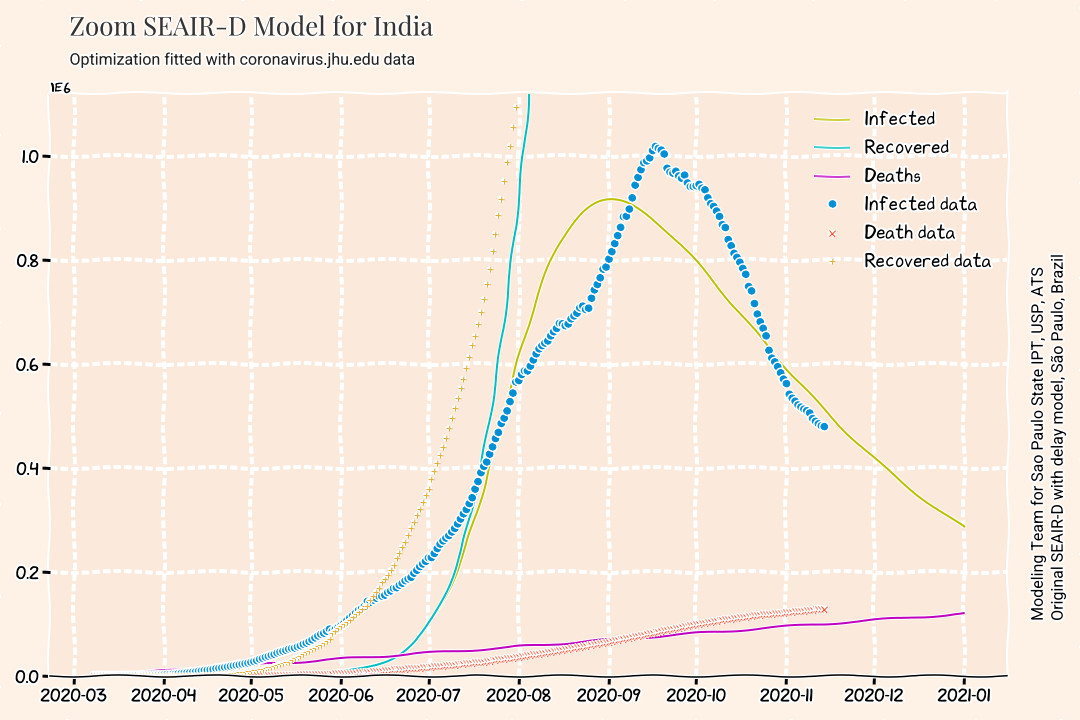 Zoom SEAIR-D Model for India
Optimization fitted with coronavirus.jhu.edu data
1E6
1.0
0.8
0.6
0.4
0.2
0.0
2020-03 2020-04 2020-05 2020-06 2020-07 2020-08 2020-09 2020-10 2020-11 2020-12 2021-01
Infected
Recovered
Deaths
Infected data
Death data
Recovered data
Modeling Team for Sao Paulo State IPT, USP, ATS
Original SEAIR-D with delay model, São Paulo, Brazil